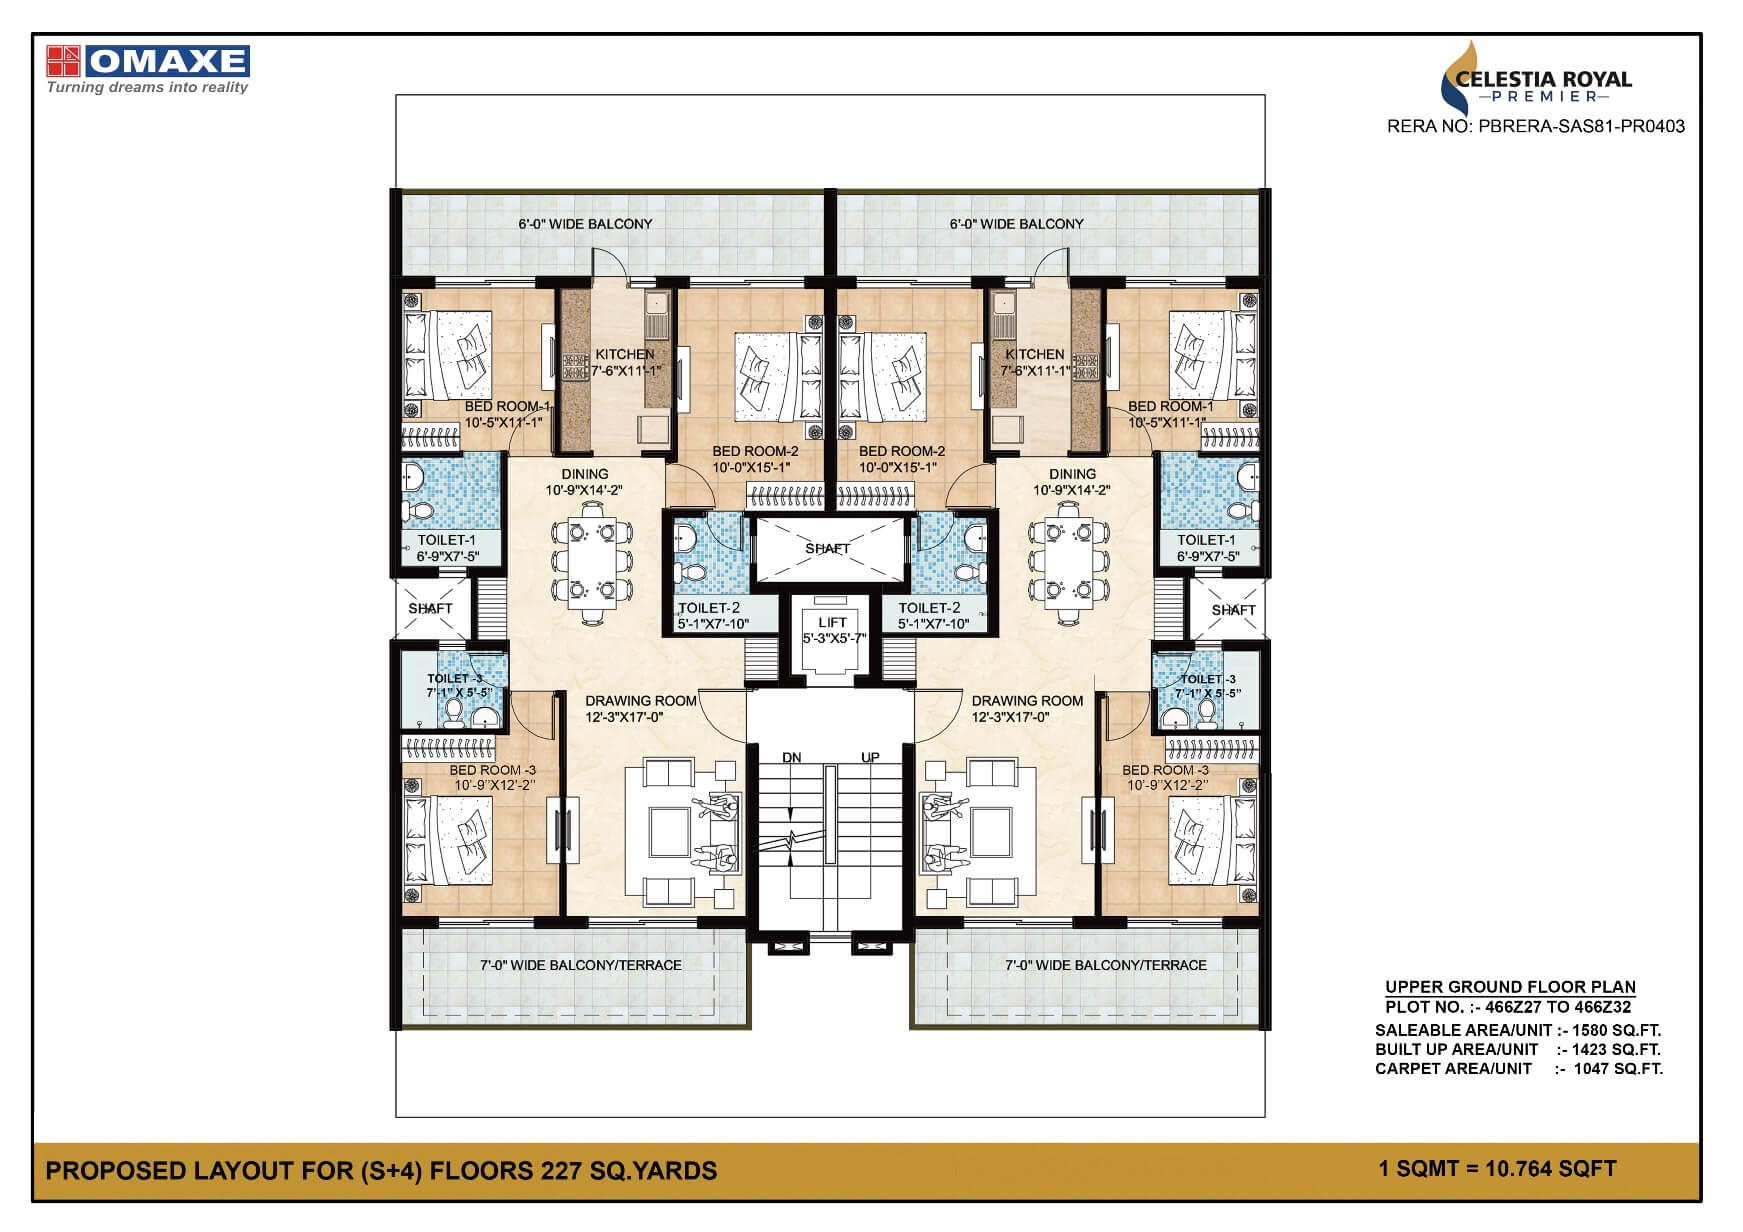 OMAXE
Turning dreams into reality
CELESTIA ROYAL
PREMIER
RERA NO: PBRERA-SAS81-PR0403
6'-0" WIDE BALCONY
6'-0" WIDE BALCONY
KITCHEN
7'-6"X11'-1"
KITCHEN
7'-6"X11'-1"
BED ROOM-1
10'-5"X11'-1"
BED ROOM-1
10'-5"X11'-1"
BED ROOM-2
10'-0"X15'-1"
BED ROOM-2
10'-0"X15'-1"
DINING
10'-9"X14'-2"
DINING
10'-9"X14'-2"
TOILET-1
6'-9"X7'-5"
SHAFT
TOILET-1
6'-9"X7'-5"
SHAFT
TOILET-2
5'-1"X7'-10"
LIFT
5'-3"X5'-7"
TOILET-2
5'-1"X7'-10"
SHAFT
TOILET -3
7'-1" X 5'-5"
TOILET -3
7'-1" X 5'-5"
DRAWING ROOM
12'-3"X17'-0"
DRAWING ROOM
12'-3"X17'-0"
DN
UP
BED ROOM -3
10'-9"X12'-2"
BED ROOM -3
10'-9"X12'-2"
7'-0" WIDE BALCONY/TERRACE
7'-0" WIDE BALCONY/TERRACE
UPPER GROUND FLOOR PLAN
PLOT NO. :- 466Z27 TO 466Z32
SALEABLE AREA/UNIT :- 1580 SQ.FT.
BUILT UP AREA/UNIT :- 1423 SQ.FT.
CARPET AREA/UNIT :- 1047 SQ.FT.
PROPOSED LAYOUT FOR (S+4) FLOORS 227 SQ.YARDS
1 SQMT = 10.764 SQFT